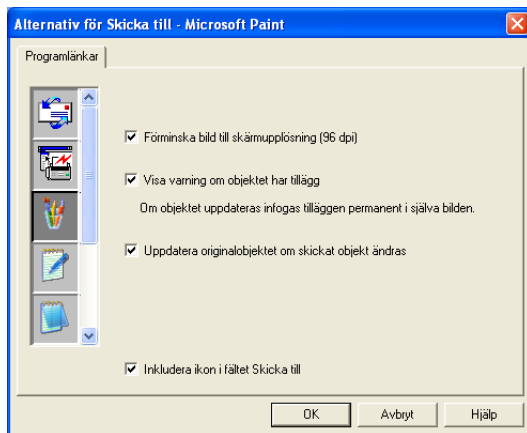 Alternativ för Skicka till - Microsoft Paint
Programlänkar
Förminska bild till skärmupplösning (96 dpi)
Visa varning om objektet har tillägg
Om objektet uppdateras infogas tilläggen permanent i själva bilden.
Uppdatera originalobjektet om skickat objekt ändras
Inkludera ikon i fältet Skicka till
OK
Avbryt
Hjälp